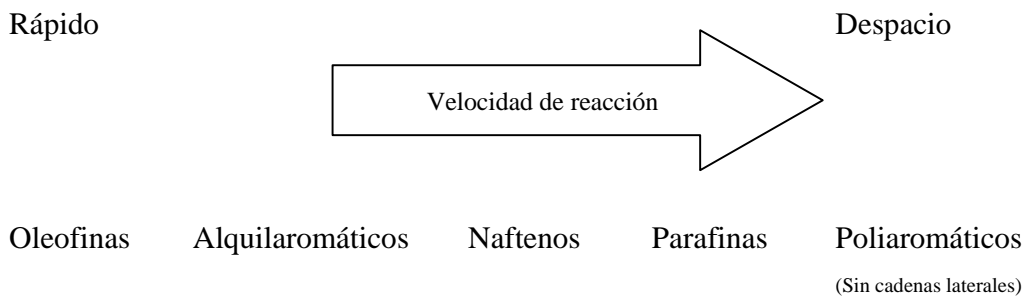 Rápido Despacio
Velocidad de reacción
Oleofinas Alquilaromáticos Naftenos Parafinas Poliaromáticos
(Sin cadenas laterales)